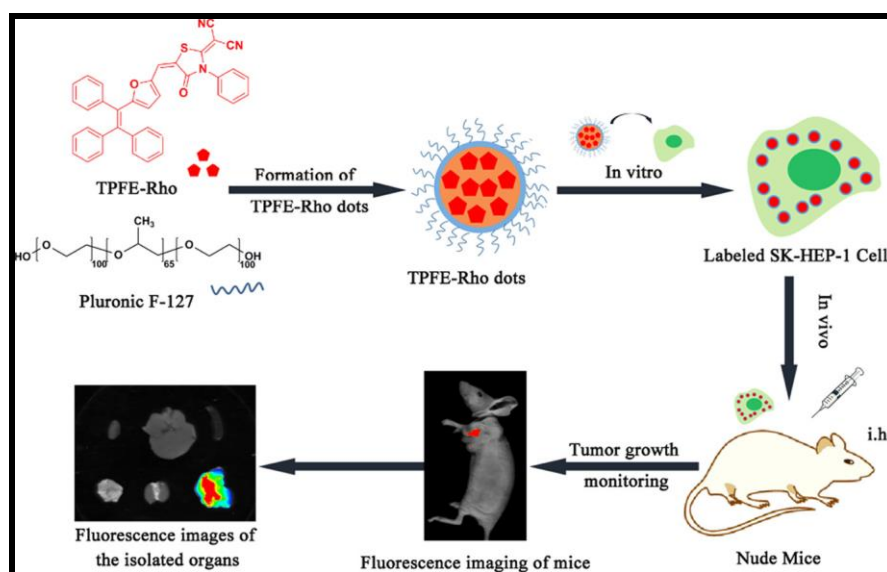 CN
CN
S
N
O
O
TPFE-Rho
Formation of
TPFE-Rho dots
In vitro
TPFE-Rho dots
Labeled SK-HEP-1 Cell
CH3
HO
O
100
O
65
O
100
OH
Pluronic F-127
In vivo
i.h
Nude Mice
Tumor growth
monitoring
Fluorescence imaging of mice
Fluorescence images of
the isolated organs